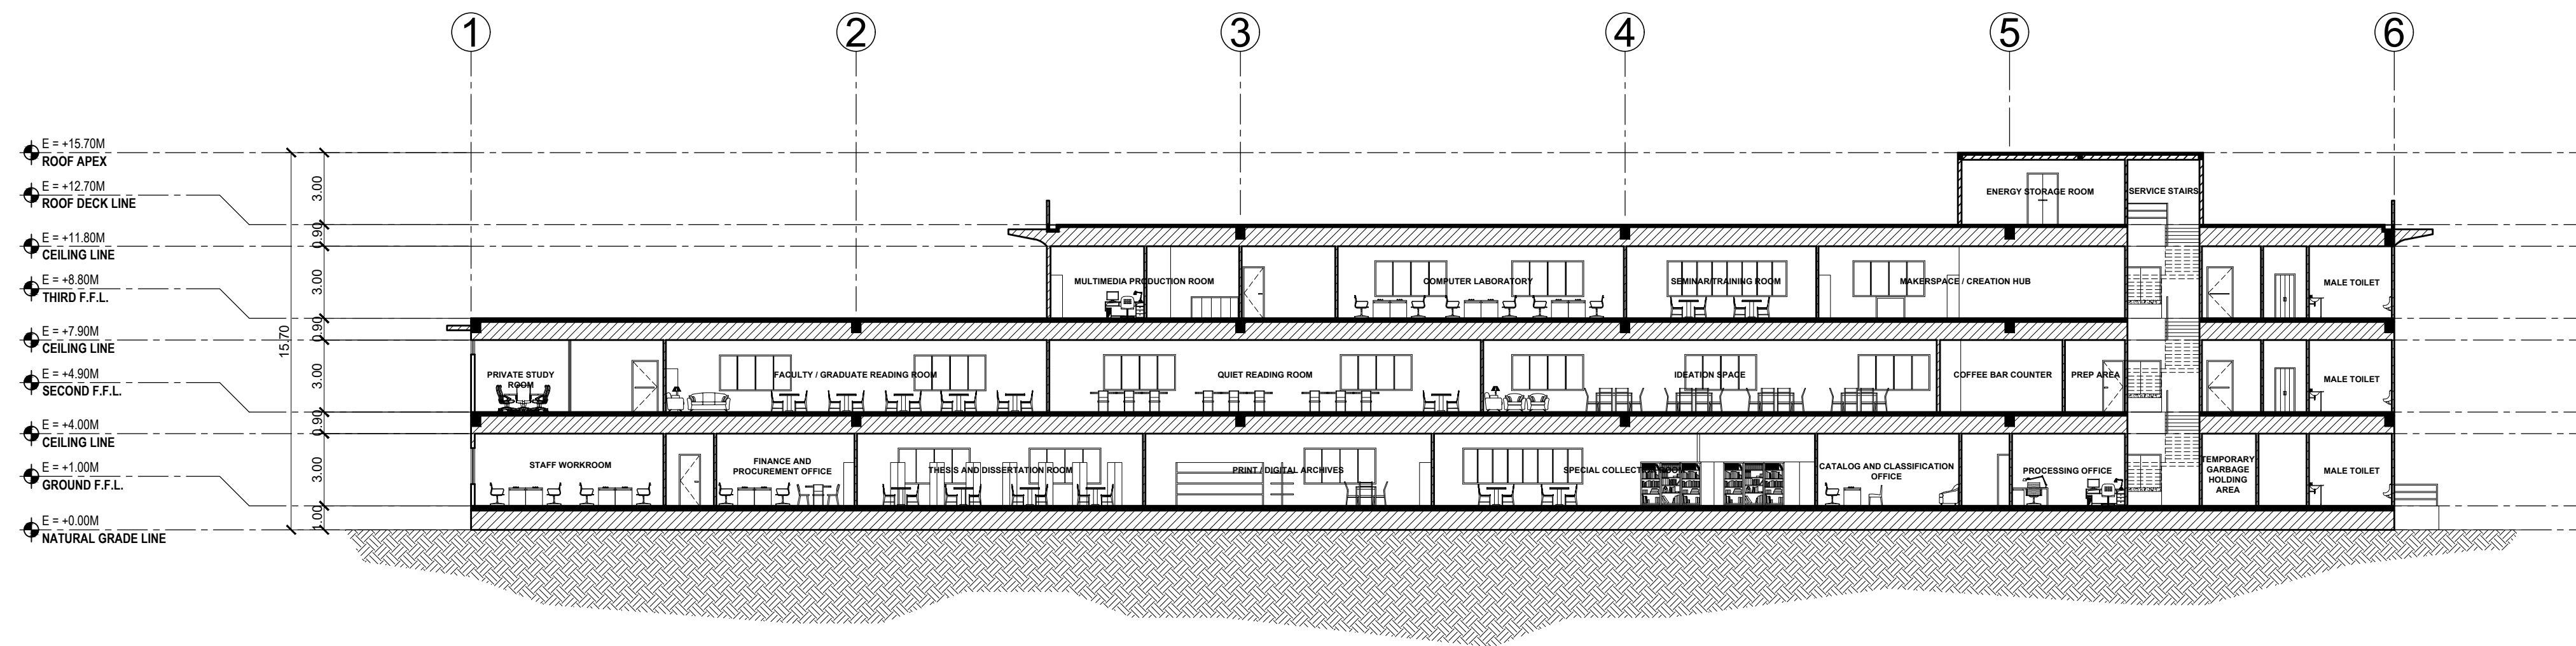 1
2
3
4
5
6
E = +15.70M
ROOF APEX
E = +12.70M
ROOF DECK LINE
E = +11.80M
CEILING LINE
E = +8.80M
THIRD F.F.L.
E = +7.90M
CEILING LINE
E = +4.90M
SECOND F.F.L.
E = +4.00M
CEILING LINE
E = +1.00M
GROUND F.F.L.
E = +0.00M
NATURAL GRADE LINE
15.70
3.00
0.90
3.00
0.90
3.00
0.90
3.00
1.00
ENERGY STORAGE ROOM
SERVICE STAIRS
MULTIMEDIA PRODUCTION ROOM
COMPUTER LABORATORY
SEMINAR/TRAINING ROOM
MAKERSPACE / CREATION HUB
MALE TOILET
PRIVATE STUDY
ROOM
FACULTY / GRADUATE READING ROOM
QUIET READING ROOM
IDEATION SPACE
COFFEE BAR COUNTER
PREP AREA
MALE TOILET
STAFF WORKROOM
FINANCE AND
PROCUREMENT OFFICE
THESIS AND DISSERTATION ROOM
PRINT / DIGITAL ARCHIVES
SPECIAL COLLECTION ROOM
CATALOG AND CLASSIFICATION
OFFICE
PROCESSING OFFICE
TEMPORARY
GARBAGE
HOLDING
AREA
MALE TOILET